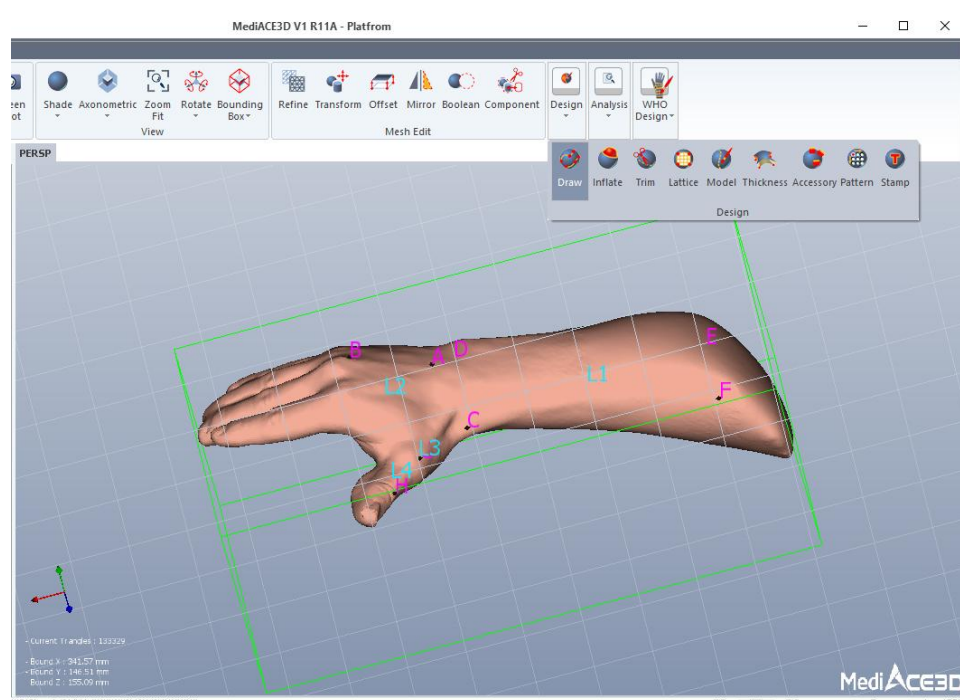 MediACE3D V1 R11A - Platfrom
Shade Axonometric Zoom Fit Rotate Bounding Box
Refine Transform Offset Mirror Boolean Component
Design Analysis WHO Design
View Mesh Edit
PERSP
Draw Inflate Trim Lattice Model Thickness Accessory Pattern Stamp
Design
B A D E
L2 L1
F
C
L3
L4
H
- Current Triangles : 133329
- Bound X : 341.57 mm
- Bound Y : 146.51 mm
Bound Z : 155.09 mm
MediACE3D